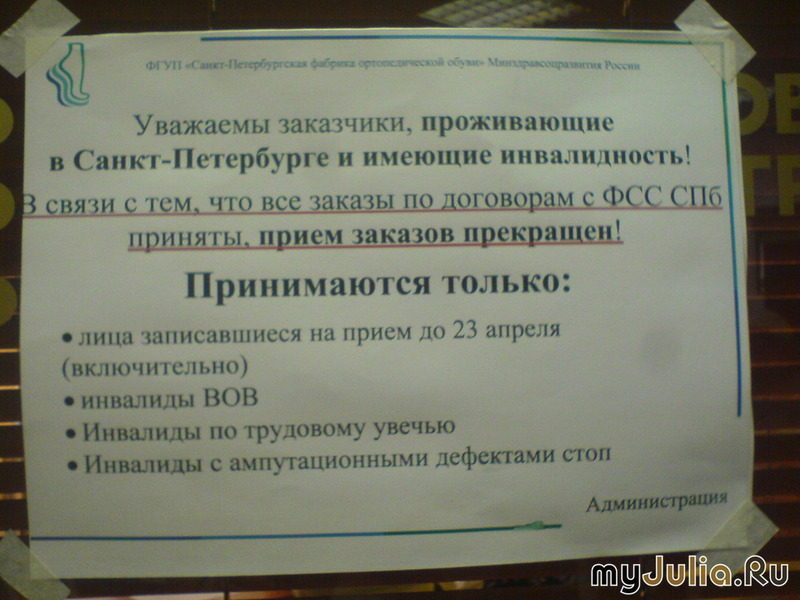 ФГУП «Санкт-Петербургская фабрика ортопедической обуви» Минздравсоцразвития России
Уважаемы заказчики, проживающие
в Санкт-Петербурге и имеющие инвалидность!
В связи с тем, что все заказы по договорам с ФСС СПб
приняты, прием заказов прекращен!
Принимаются только:
• лица записавшиеся на прием до 23 апреля
(включительно)
• инвалиды ВОВ
• Инвалиды по трудовому увечью
• Инвалиды с ампутационными дефектами стоп
Администрация
myJulia.Ru